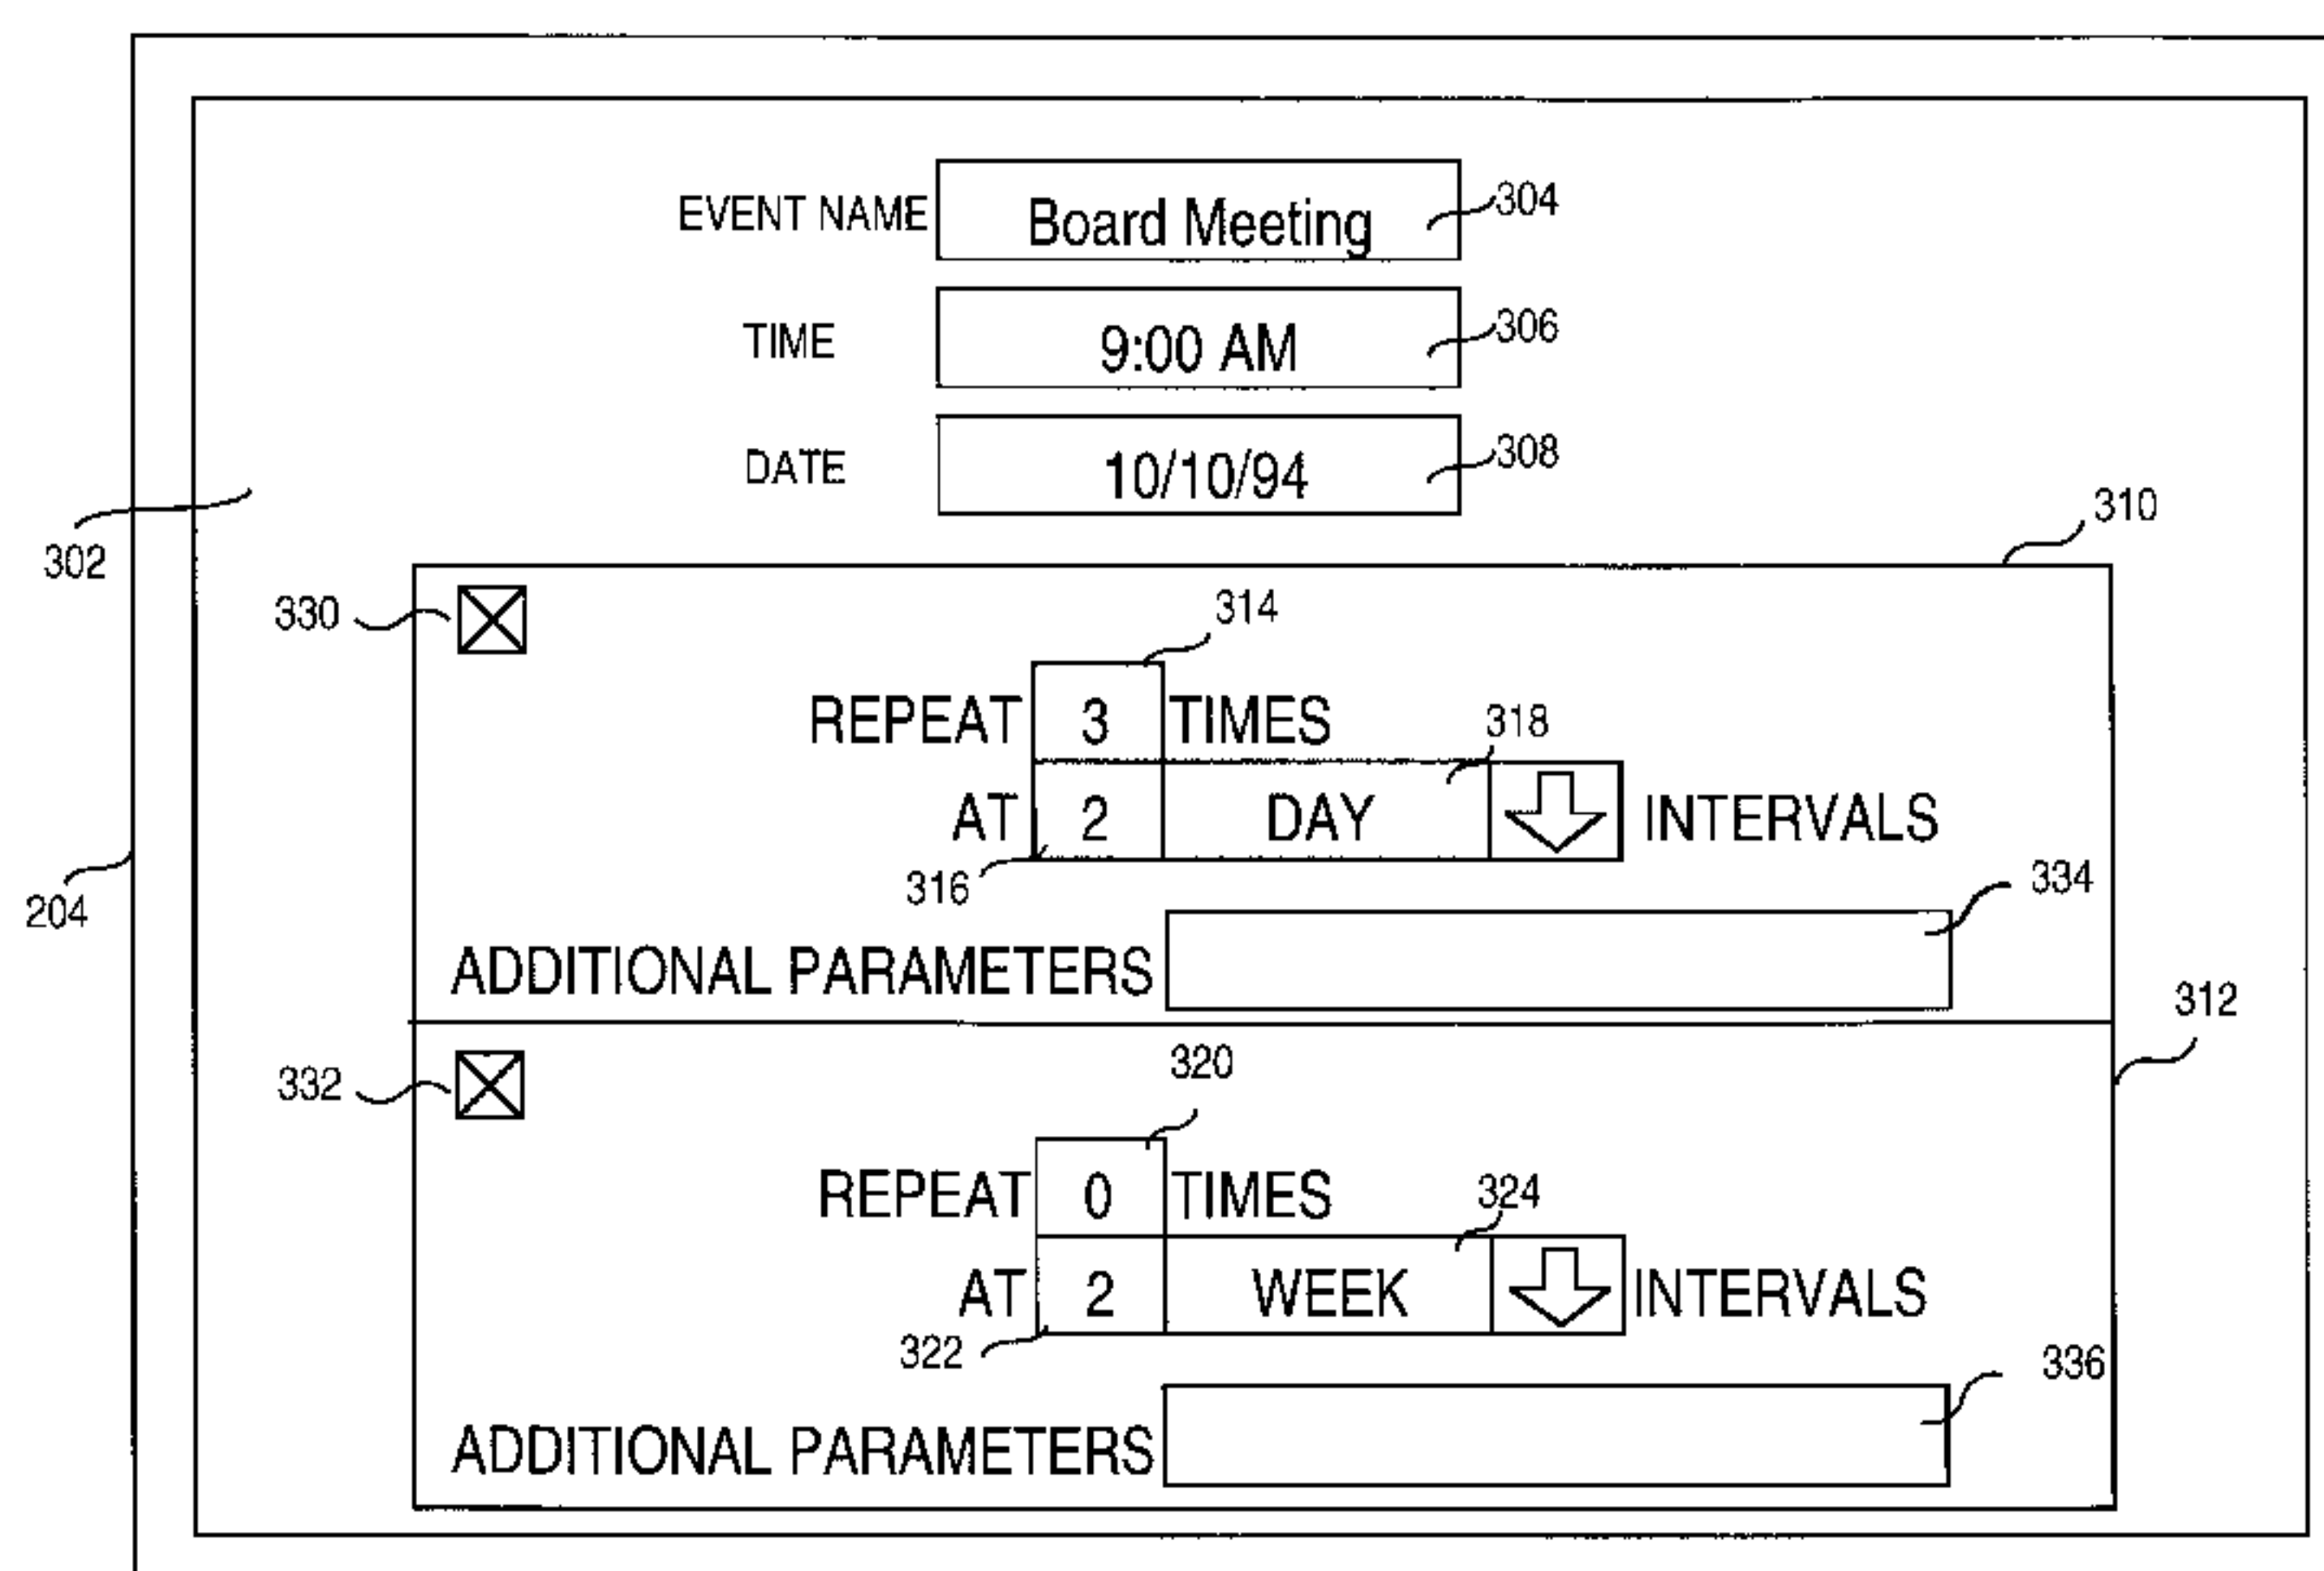 EVENT NAME Board Meeting 304
TIME 9:00 AM 306
DATE 10/10/94 308
310
302
330
314
REPEAT 3 TIMES
318
AT 2 DAY INTERVALS
316
334
204
ADDITIONAL PARAMETERS
312
332
320
REPEAT 0 TIMES
324
AT 2 WEEK INTERVALS
322
336
ADDITIONAL PARAMETERS